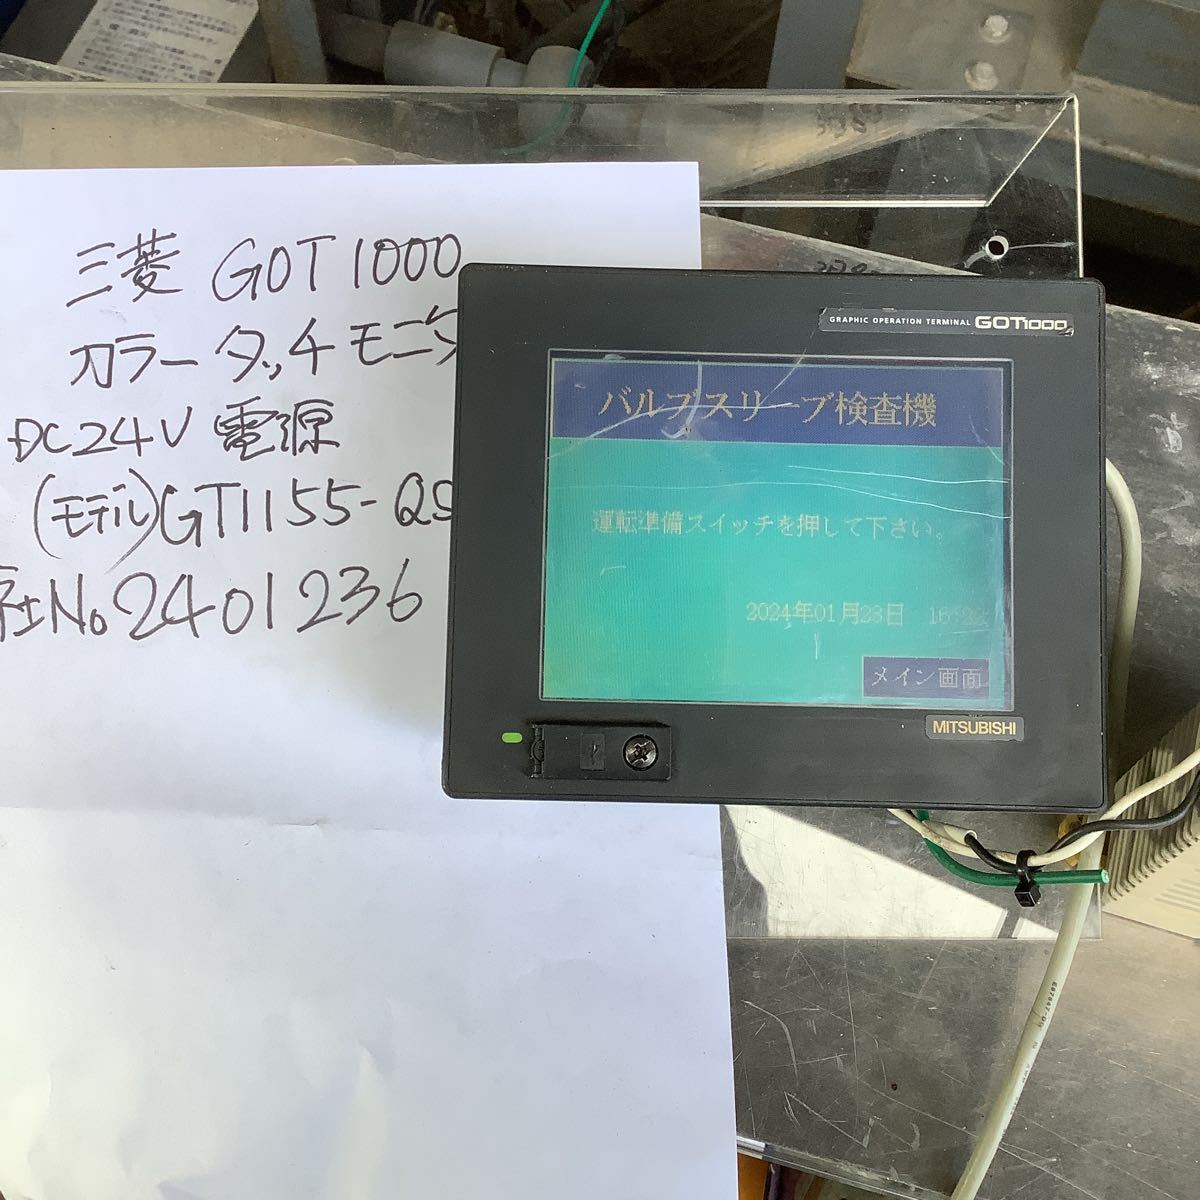 三菱 GOT1000
カラータッチモニタ
DC24V 電源
(モデル)GT1155-QS
社No 2401236
GRAPHIC OPERATION TERMINAL GOT1000
バルブスリーブ検査機
運転準備スイッチを押して下さい。
2024年01月23日 16:22
メイン画面
MITSUBISHI